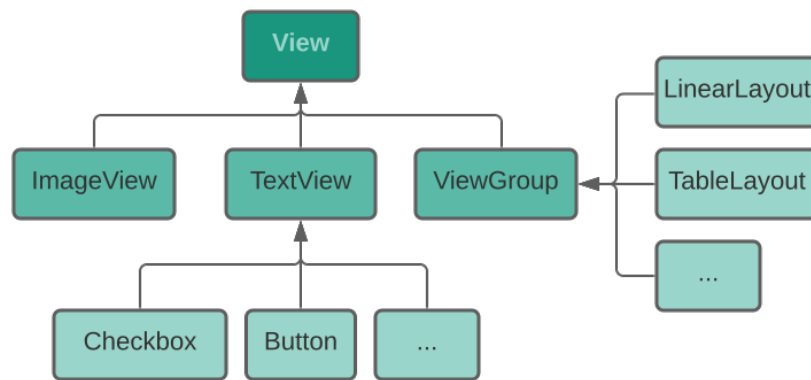 View
LinearLayout
ImageView
TextView
ViewGroup
TableLayout
...
Checkbox
Button
...